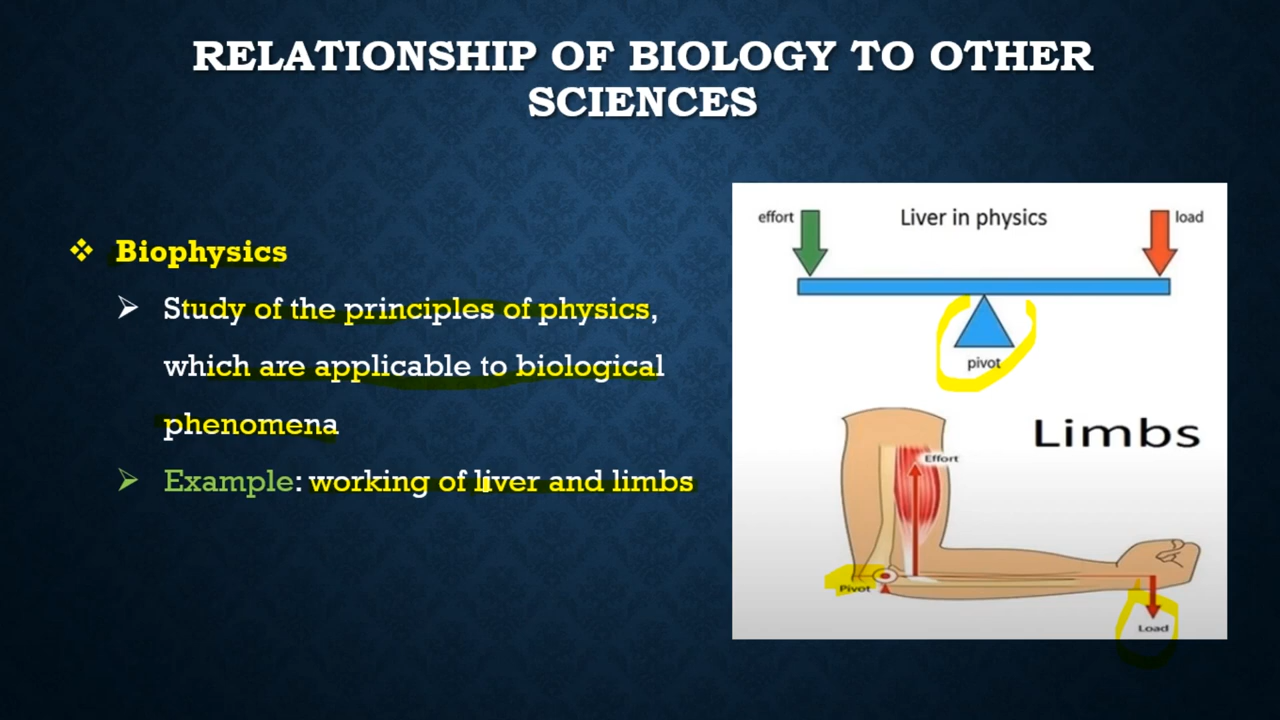 RELATIONSHIP OF BIOLOGY TO OTHER
SCIENCES
Biophysics
Study of the principles of physics,
which are applicable to biological
phenomena
Example: working of liver and limbs
effort
Liver in physics
load
pivot
Limbs
Effort
Pivot
Load